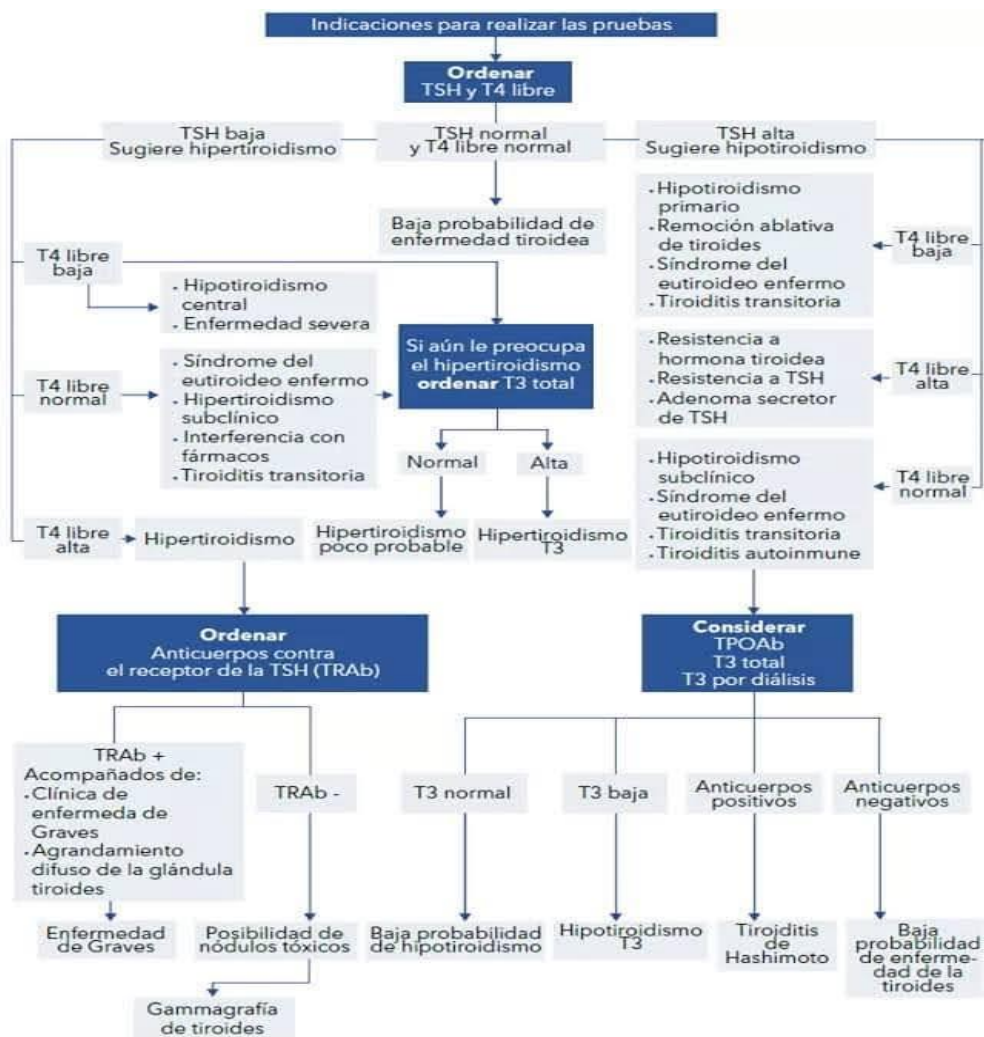 Indicaciones para realizar las pruebas
Ordenar
TSH y T4 libre
TSH baja
Sugiere hipertiroidismo
TSH normal
y T4 libre normal
TSH alta
Sugiere hipotiroidismo
Baja probabilidad de
enfermedad tiroidea
T4 libre
baja
• Hipotiroidismo
central
• Enfermedad severa
T4 libre
normal
• Síndrome del
eutiroideo enfermo
• Hipertiroidismo
subclínico
• Interferencia con
fármacos
• Tiroiditis transitoria
Si aún le preocupa
el hipertiroidismo
ordenar T3 total
Normal
Alta
Hipertiroidismo
poco probable
Hipertiroidismo
T3
T4 libre
alta
Hipertiroidismo
• Hipotiroidismo
primario
• Remoción ablativa
de tiroides
• Síndrome del
eutiroideo enfermo
• Tiroiditis transitoria
T4 libre
baja
• Resistencia a
hormona tiroidea
• Resistencia a TSH
• Adenoma secretor
de TSH
T4 libre
alta
• Hipotiroidismo
subclínico
• Síndrome del
eutiroideo enfermo
• Tiroiditis transitoria
• Tiroiditis autoinmune
T4 libre
normal
Ordenar
Anticuerpos contra
el receptor de la TSH (TRAb)
Considerar
TPOAb
T3 total
T3 por diálisis
TRAb +
Acompañados de:
• Clínica de
enfermeda de
Graves
• Agrandamiento
difuso de la glándula
tiroides
TRAb -
T3 normal
T3 baja
Anticuerpos
positivos
Anticuerpos
negativos
Enfermedad
de Graves
Posibilidad de
nódulos tóxicos
Baja probabilidad
de hipotiroidismo
Hipotiroidismo
T3
Tiroiditis
de
Hashimoto
Baja
probabilidad
de enferme-
dad de la
tiroides
Gammagrafía
de tiroides